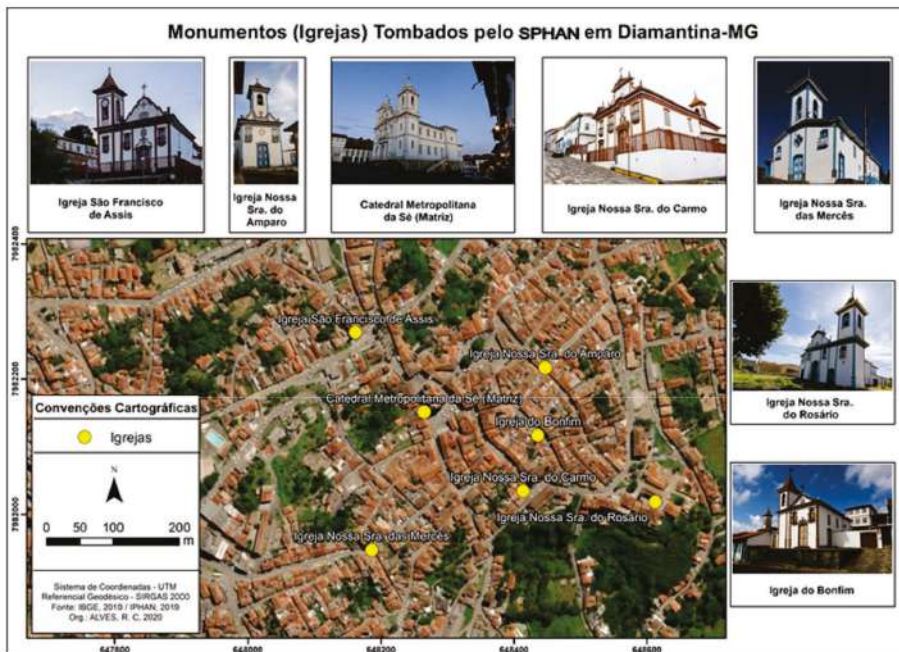 Monumentos (Igrejas) Tombados pelo SPHAN em Diamantina-MG
Igreja São Francisco
de Assis
Igreja Nossa
Sra. do
Amparo
Catedral Metropolitana
da Sé (Matriz)
Igreja Nossa Sra. do Carmo
Igreja Nossa Sra.
das Mercês
7982400
7982200
7982000
Igreja São Francisco de Assis
Igreja Nossa Sra. do Amparo
Catedral Metropolitana da Sé (Matriz)
Igreja do Bonfim
Igreja Nossa Sra. do Carmo
Igreja Nossa Sra. do Rosário
Igreja Nossa Sra. das Mercês
Convenções Cartográficas
Igrejas
N
0 50 100 200
m
Sistema de Coordenadas - UTM
Referencial Geodésico - SIRGAS 2000
Fonte: IBGE, 2019 / IPHAN, 2019
Org.: ALVES, R. C. 2020
647800 648000 648200 648400 648600
Igreja Nossa Sra.
do Rosário
Igreja do Bonfim